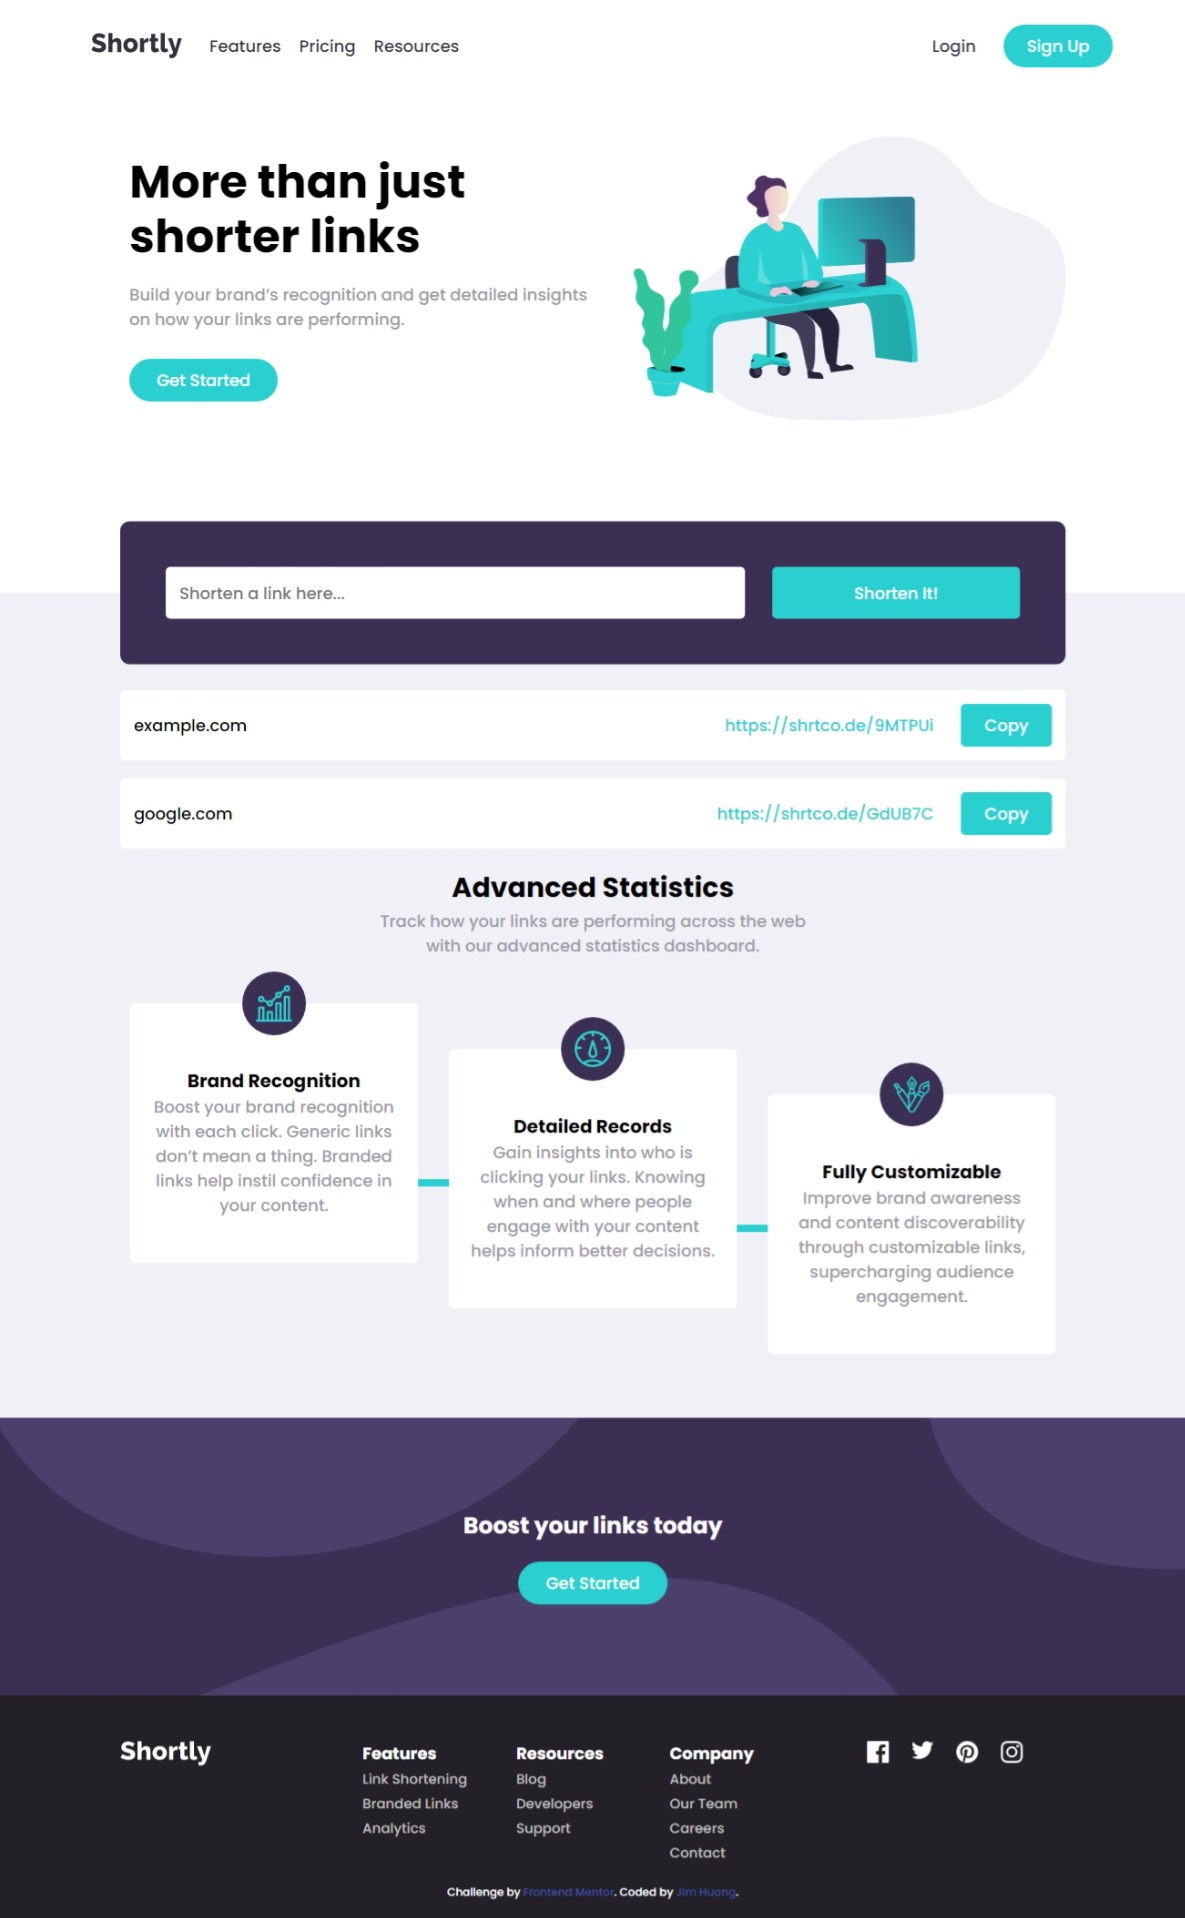 Shortly
Features Pricing Resources
Login
Sign Up
More than just
shorter links
Build your brand’s recognition and get detailed insights
on how your links are performing.
Get Started
Shorten a link here...
Shorten It!
example.com
https://shrtco.de/9MTPUi
Copy
google.com
https://shrtco.de/GdUB7C
Copy
Advanced Statistics
Track how your links are performing across the web
with our advanced statistics dashboard.
Brand Recognition
Boost your brand recognition
with each click. Generic links
don’t mean a thing. Branded
links help instil confidence in
your content.
Detailed Records
Gain insights into who is
clicking your links. Knowing
when and where people
engage with your content
helps inform better decisions.
Fully Customizable
Improve brand awareness
and content discoverability
through customizable links,
supercharging audience
engagement.
Boost your links today
Get Started
Shortly
Features
Link Shortening
Branded Links
Analytics
Resources
Blog
Developers
Support
Company
About
Our Team
Careers
Contact
Challenge by Frontend Mentor. Coded by Jim Huang.